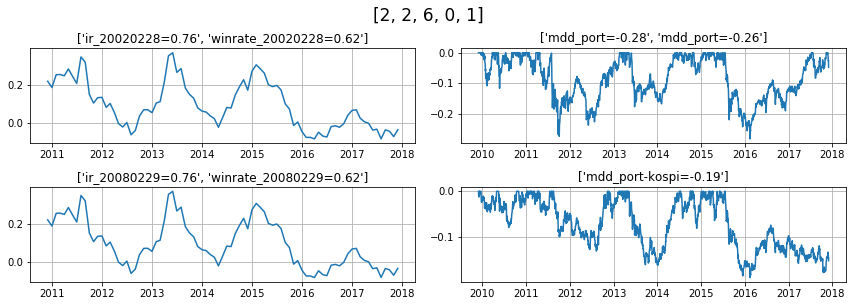 [2, 2, 6, 0, 1]
['ir_20020228=0.76', 'winrate_20020228=0.62']
0.2
0.0
2011 2012 2013 2014 2015 2016 2017 2018
['mdd_port=-0.28', 'mdd_port=-0.26']
0.0
−0.1
−0.2
2010 2011 2012 2013 2014 2015 2016 2017 2018
['ir_20080229=0.76', 'winrate_20080229=0.62']
0.2
0.0
2011 2012 2013 2014 2015 2016 2017 2018
['mdd_port-kospi=-0.19']
0.0
−0.1
2010 2011 2012 2013 2014 2015 2016 2017 2018